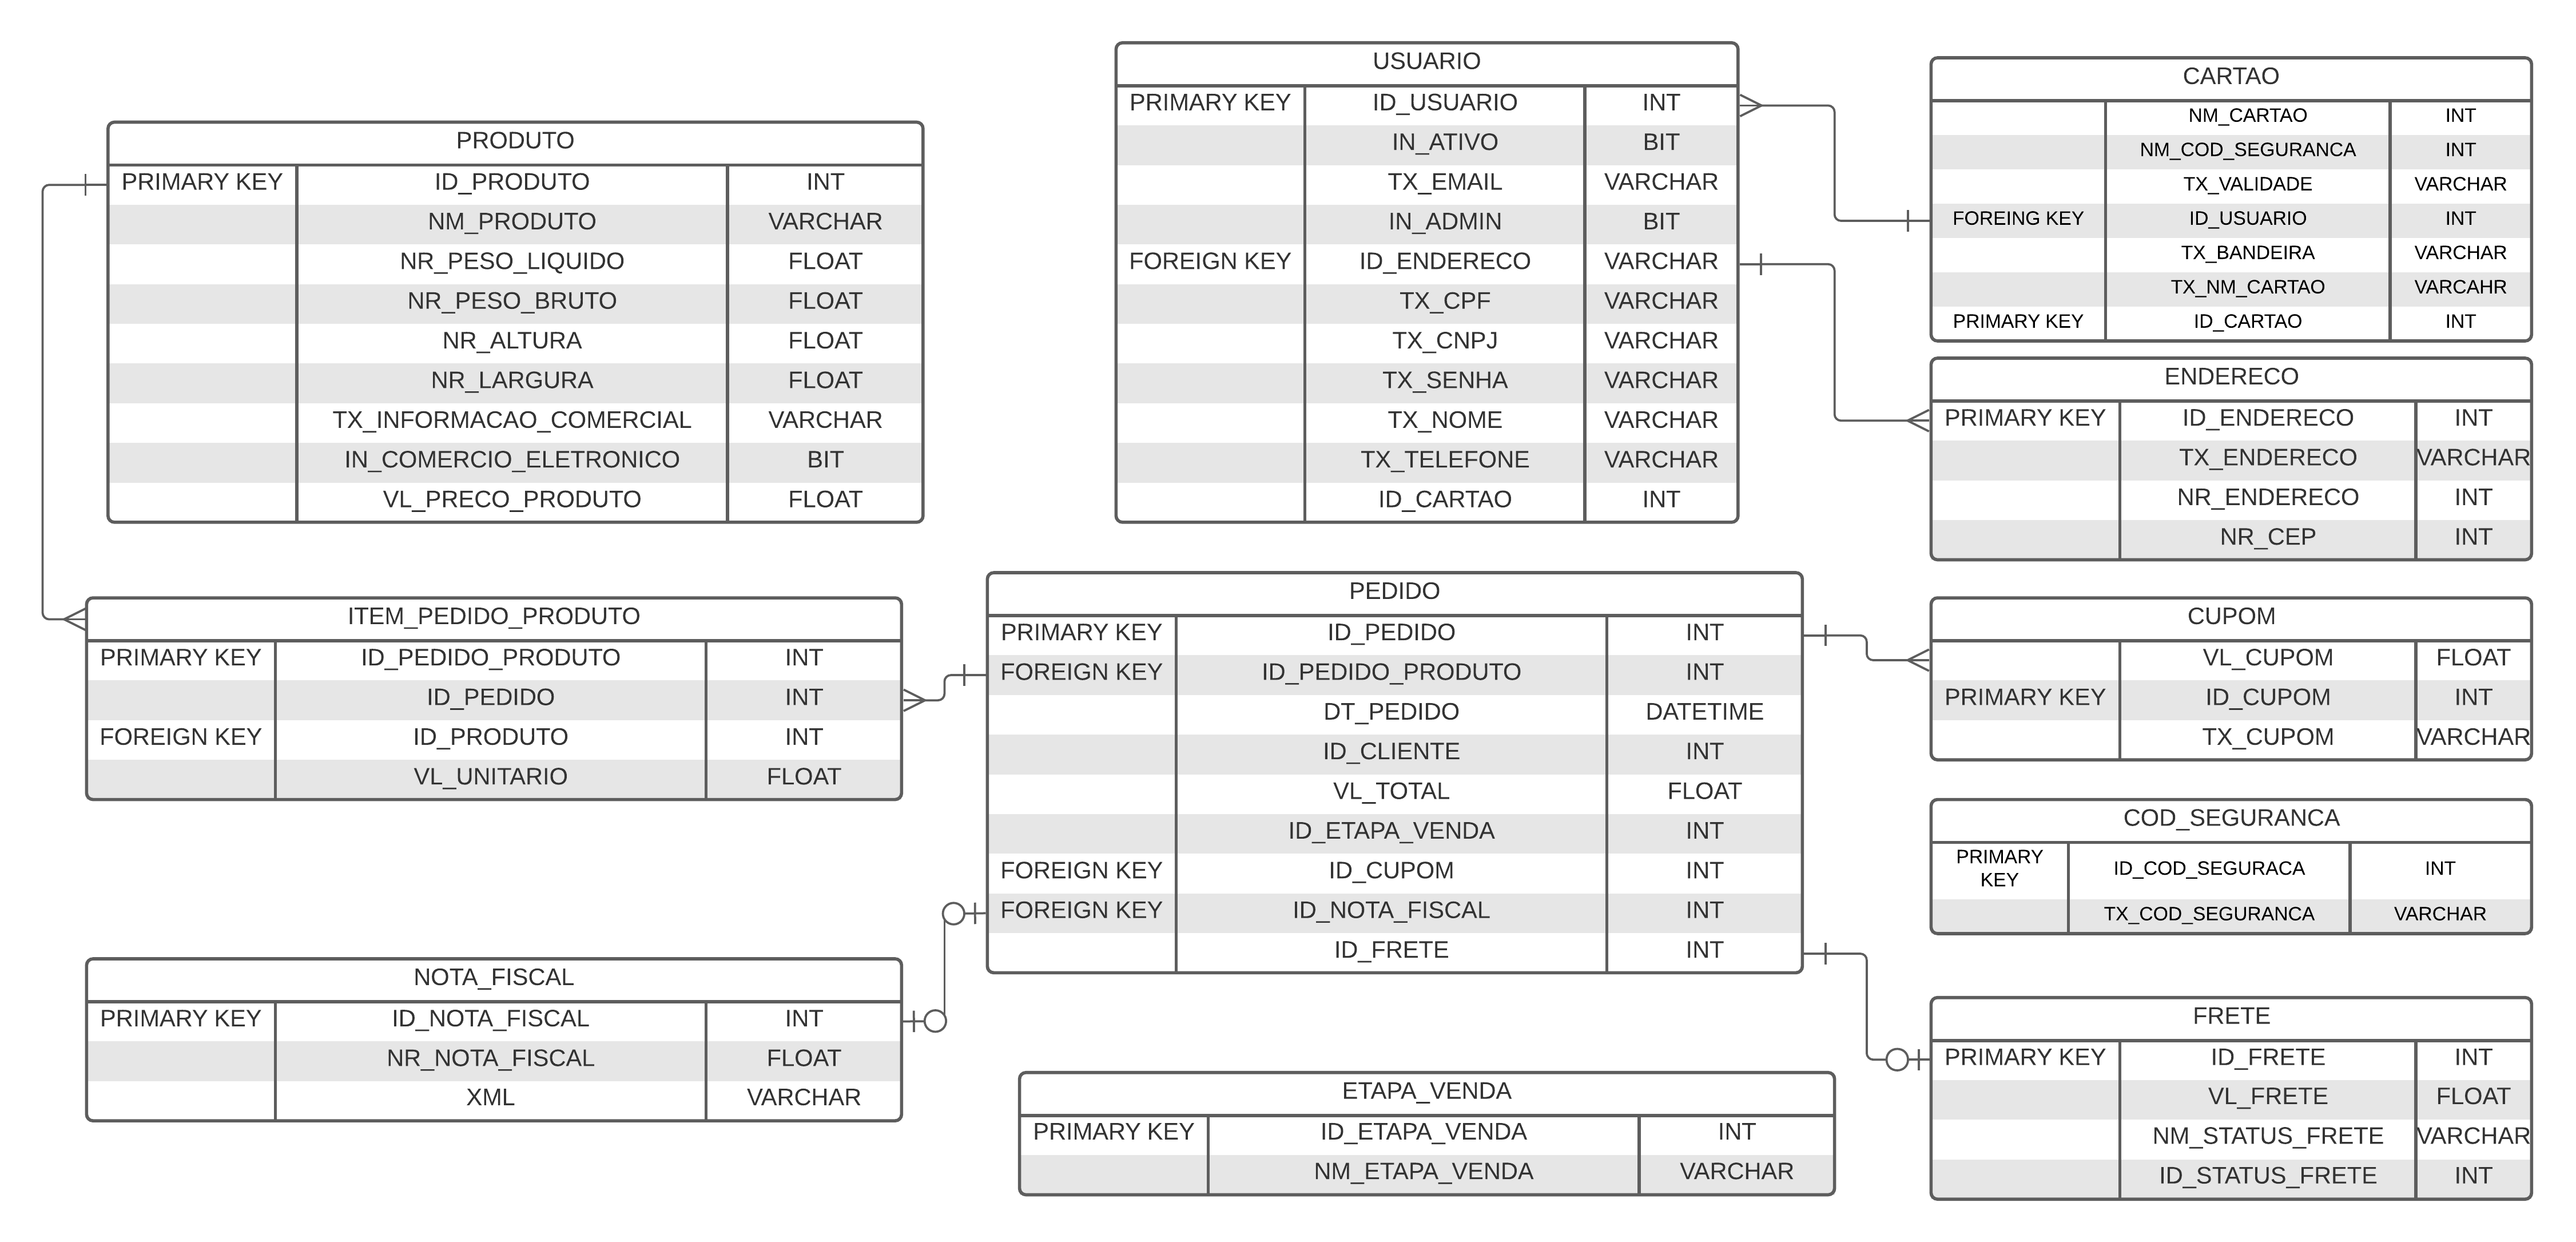 PRODUTO
PRIMARY KEY ID_PRODUTO INT
NM_PRODUTO VARCHAR
NR_PESO_LIQUIDO FLOAT
NR_PESO_BRUTO FLOAT
NR_ALTURA FLOAT
NR_LARGURA FLOAT
TX_INFORMACAO_COMERCIAL VARCHAR
IN_COMERCIO_ELETRONICO BIT
VL_PRECO_PRODUTO FLOAT
USUARIO
PRIMARY KEY ID_USUARIO INT
IN_ATIVO BIT
TX_EMAIL VARCHAR
IN_ADMIN BIT
FOREIGN KEY ID_ENDERECO VARCHAR
TX_CPF VARCHAR
TX_CNPJ VARCHAR
TX_SENHA VARCHAR
TX_NOME VARCHAR
TX_TELEFONE VARCHAR
ID_CARTAO INT
CARTAO
NM_CARTAO INT
NM_COD_SEGURANCA INT
TX_VALIDADE VARCHAR
FOREING KEY ID_USUARIO INT
TX_BANDEIRA VARCHAR
TX_NM_CARTAO VARCAHR
PRIMARY KEY ID_CARTAO INT
ENDERECO
PRIMARY KEY ID_ENDERECO INT
TX_ENDERECO VARCHAR
NR_ENDERECO INT
NR_CEP INT
ITEM_PEDIDO_PRODUTO
PRIMARY KEY ID_PEDIDO_PRODUTO INT
ID_PEDIDO INT
FOREIGN KEY ID_PRODUTO INT
VL_UNITARIO FLOAT
PEDIDO
PRIMARY KEY ID_PEDIDO INT
FOREIGN KEY ID_PEDIDO_PRODUTO INT
DT_PEDIDO DATETIME
ID_CLIENTE INT
VL_TOTAL FLOAT
ID_ETAPA_VENDA INT
FOREIGN KEY ID_CUPOM INT
FOREIGN KEY ID_NOTA_FISCAL INT
ID_FRETE INT
CUPOM
VL_CUPOM FLOAT
PRIMARY KEY ID_CUPOM INT
TX_CUPOM VARCHAR
COD_SEGURANCA
PRIMARY
KEY ID_COD_SEGURACA INT
TX_COD_SEGURANCA VARCHAR
NOTA_FISCAL
PRIMARY KEY ID_NOTA_FISCAL INT
NR_NOTA_FISCAL FLOAT
XML VARCHAR
ETAPA_VENDA
PRIMARY KEY ID_ETAPA_VENDA INT
NM_ETAPA_VENDA VARCHAR
FRETE
PRIMARY KEY ID_FRETE INT
VL_FRETE FLOAT
NM_STATUS_FRETE VARCHAR
ID_STATUS_FRETE INT